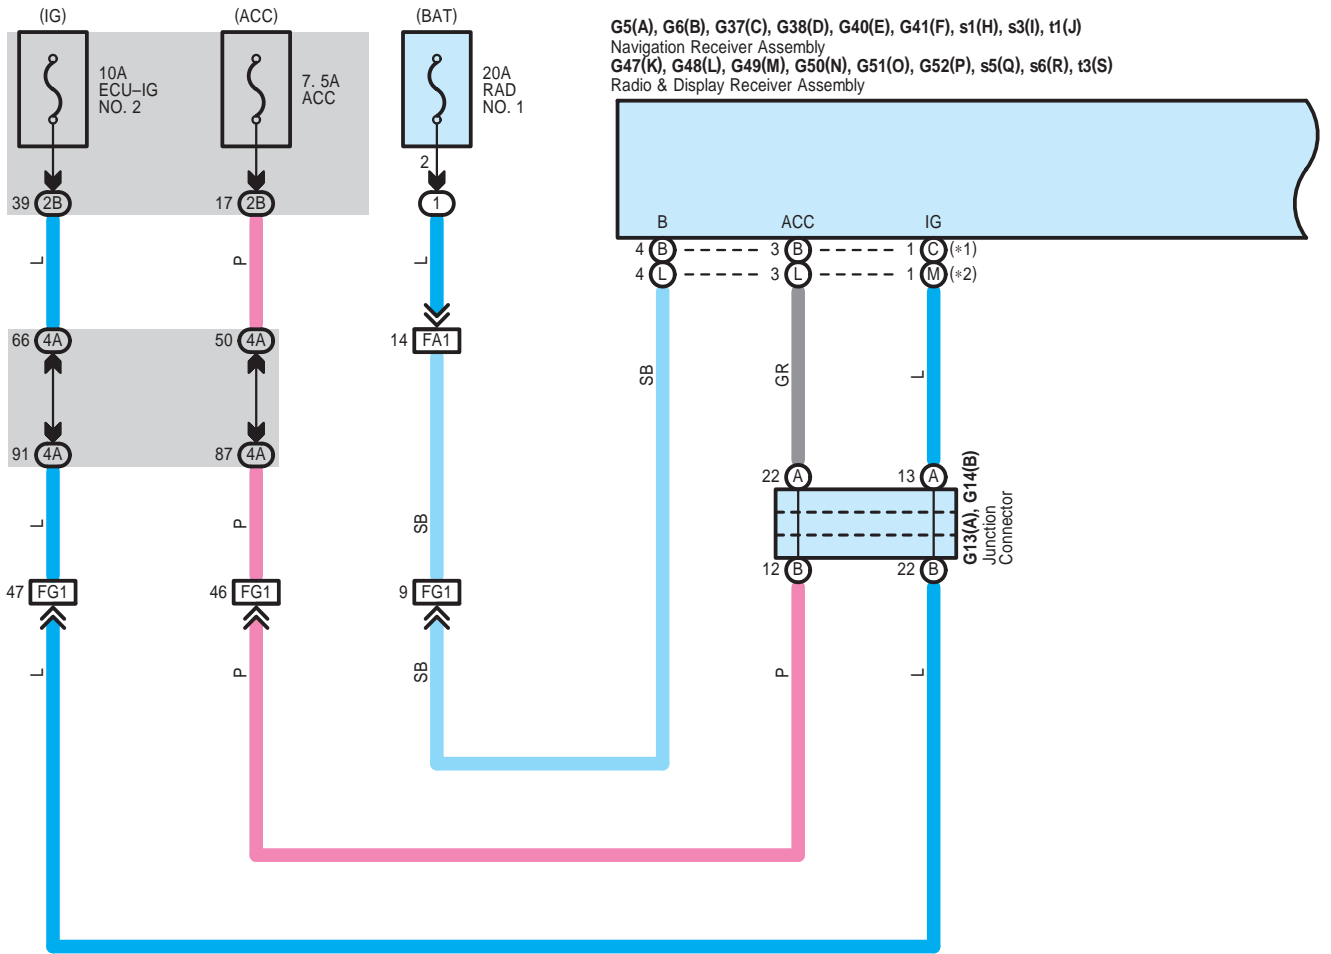 (IG)
(ACC)
(BAT)
G5(A), G6(B), G37(C), G38(D), G40(E), G41(F), s1(H), s3(I), t1(J)
Navigation Receiver Assembly
G47(K), G48(L), G49(M), G50(N), G51(O), G52(P), s5(Q), s6(R), t3(S)
Radio & Display Receiver Assembly
10A
ECU–IG
NO. 2
7. 5A
ACC
20A
RAD
NO. 1
2
39 2B
17 2B
1
B
ACC
IG
4 B
3 B
1 C (*1)
4 L
3 L
1 M (*2)
L
P
L
66 4A
50 4A
14 FA1
SB
GR
L
91 4A
87 4A
22 A
13 A
G13(A), G14(B)
Junction
Connector
L
P
SB
12 B
22 B
47 FG1
46 FG1
9 FG1
L
P
SB
P
L